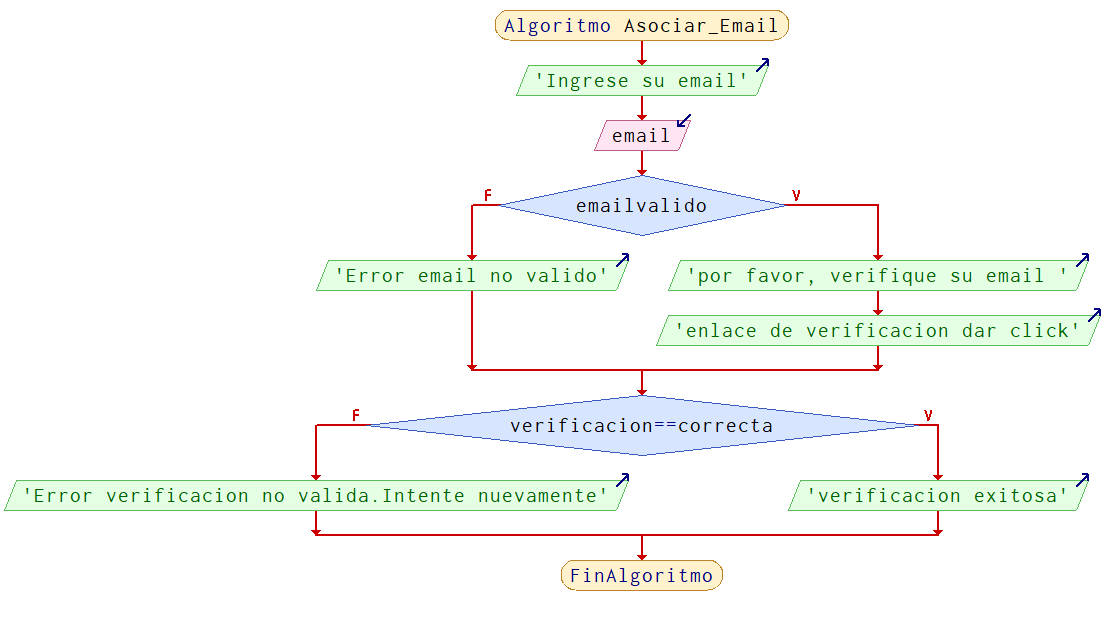 Algoritmo Asociar_Email
'Ingrese su email'
email
F
V
emailvalido
'Error email no valido'
'por favor, verifique su email '
'enlace de verificacion dar click'
F
V
verificacion==correcta
'Error verificacion no valida.Intente nuevamente'
'verificacion exitosa'
FinAlgoritmo